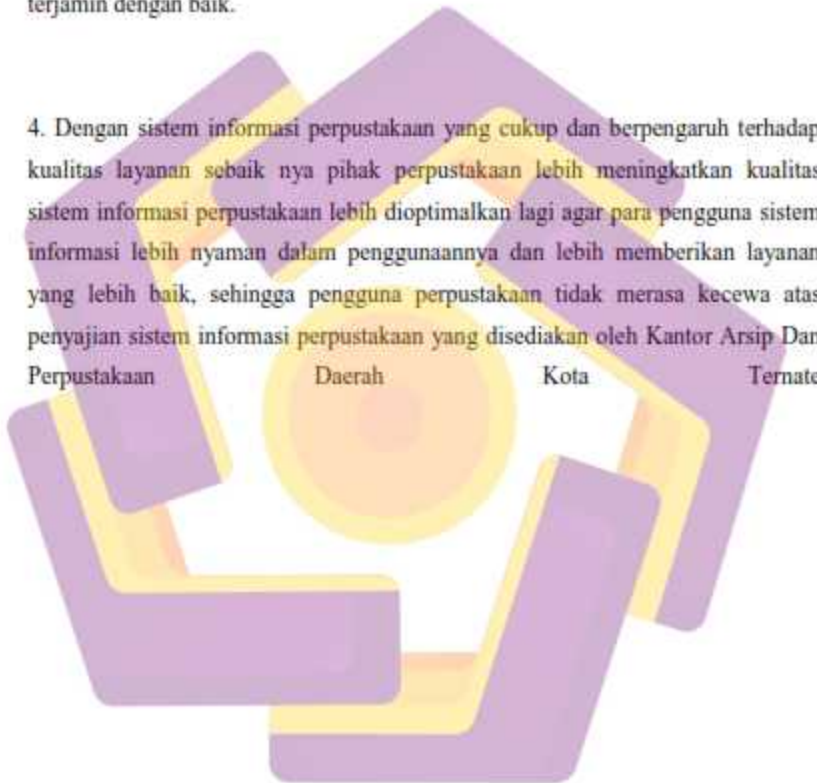 terjamin dengan baik.
4. Dengan sistem informasi perpustakaan yang cukup dan berpengaruh terhadap
kualitas layanan sebaik nya pihak perpustakaan lebih meningkatkan kualitas
sistem informasi perpustakaan lebih dioptimalkan lagi agar para pengguna sistem
informasi lebih nyaman dalam penggunaannya dan lebih memberikan layanan
yang lebih baik, sehingga pengguna perpustakaan tidak merasa kecewa atas
penyajian sistem informasi perpustakaan yang disediakan oleh Kantor Arsip Dan
Perpustakaan Daerah Kota Ternate